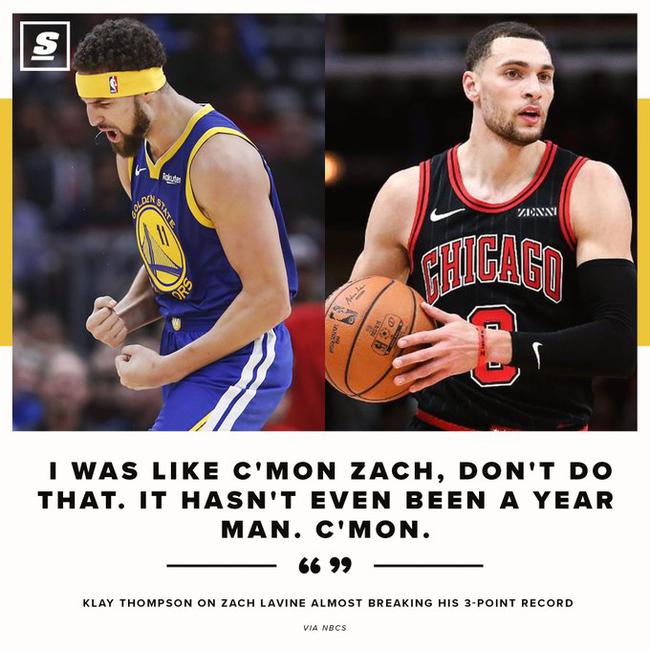 S
Rakuten
GOLDEN STATE
11
ORS
ZENNI
CHICAGO
I WAS LIKE C'MON ZACH, DON'T DO
THAT. IT HASN'T EVEN BEEN A YEAR
MAN. C'MON.
KLAY THOMPSON ON ZACH LAVINE ALMOST BREAKING HIS 3-POINT RECORD
VIA NBCS